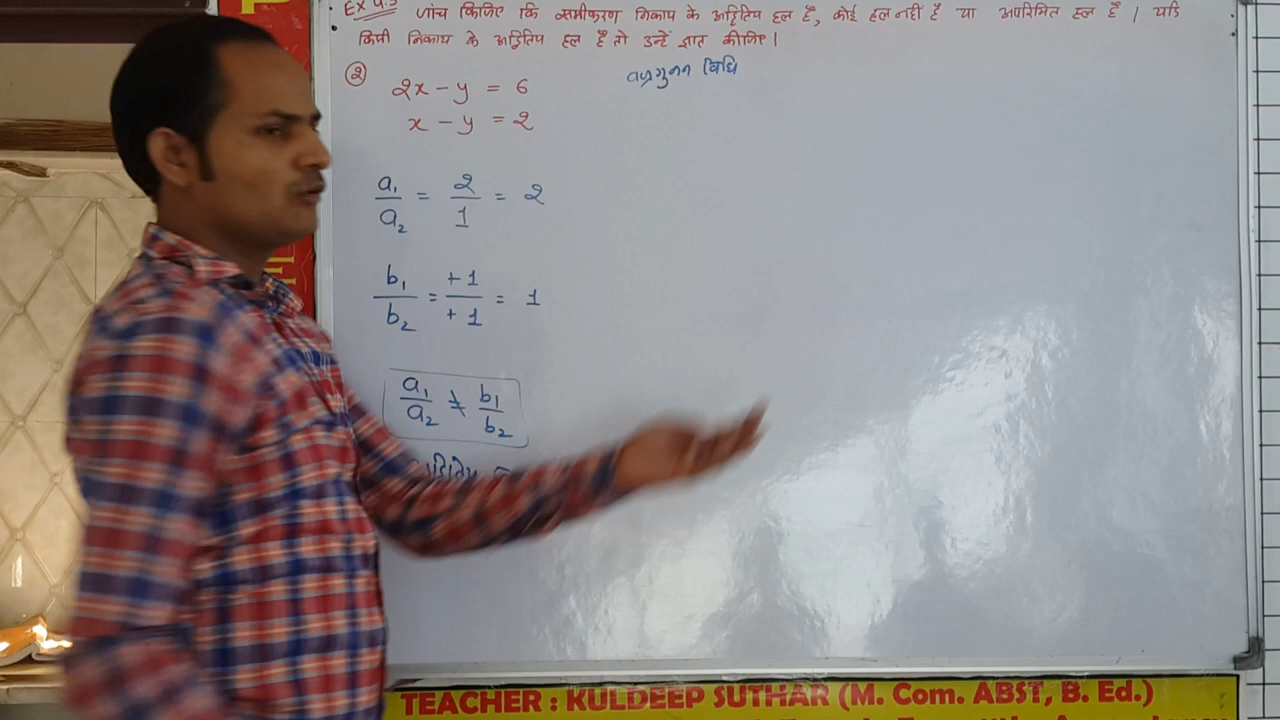 Ex 9.3 जांच किजिए कि समीकरण निकाय के अद्वितिय हल है, कोई हल नहीं है या अपरिमित हल है। यदि
किसी निकाय के अद्वितिय हल है तो उन्हें ज्ञात कीजिए।
② 2x - y = 6
x - y = 2
वज्रगुनन विधि
a₁/a₂ = 2/1 = 2
b₁/b₂ = +1/+1 = 1
a₁/a₂ ≠ b₁/b₂
TEACHER : KULDEEP SUTHAR (M. Com. ABST, B. Ed.)